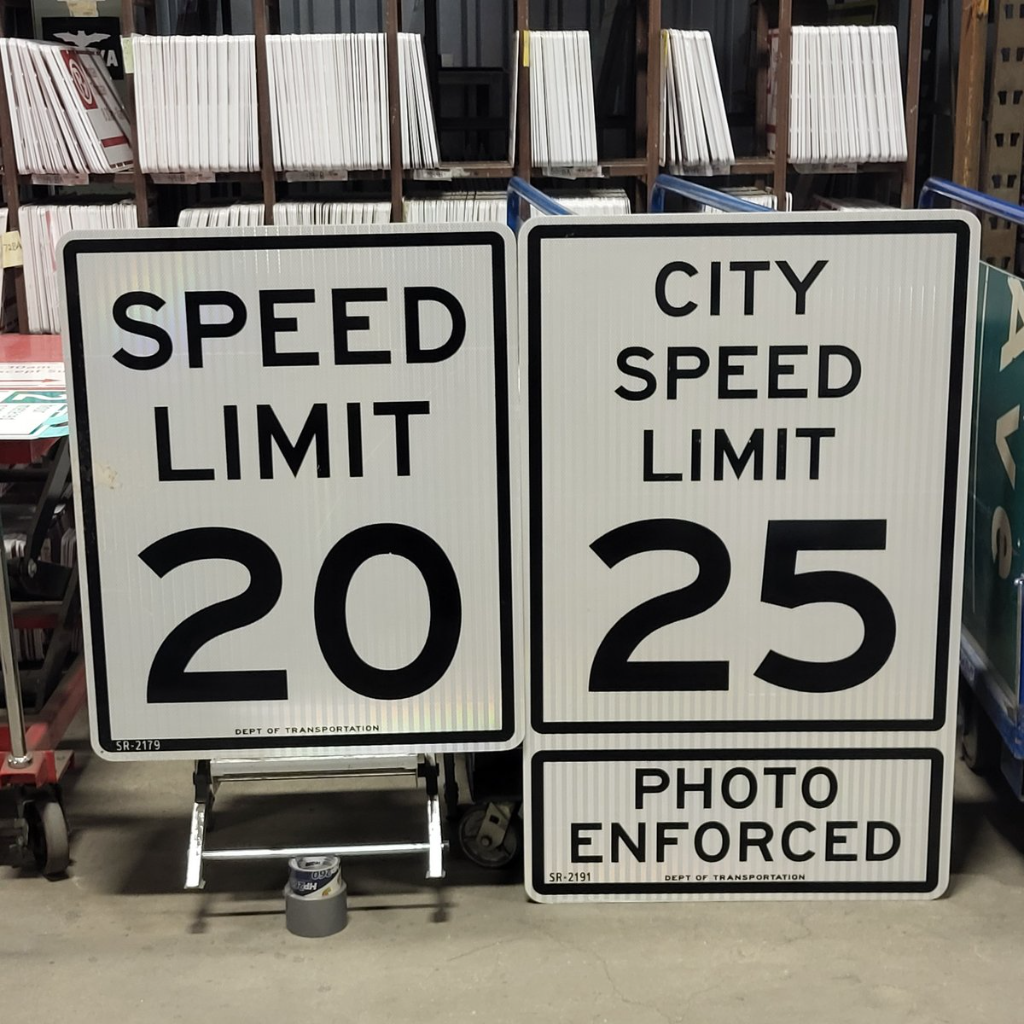 SPEED
LIMIT
20
DEPT OF TRANSPORTATION
SR-2179
CITY
SPEED
LIMIT
25
PHOTO
ENFORCED
SR-2191
DEPT OF TRANSPORTATION